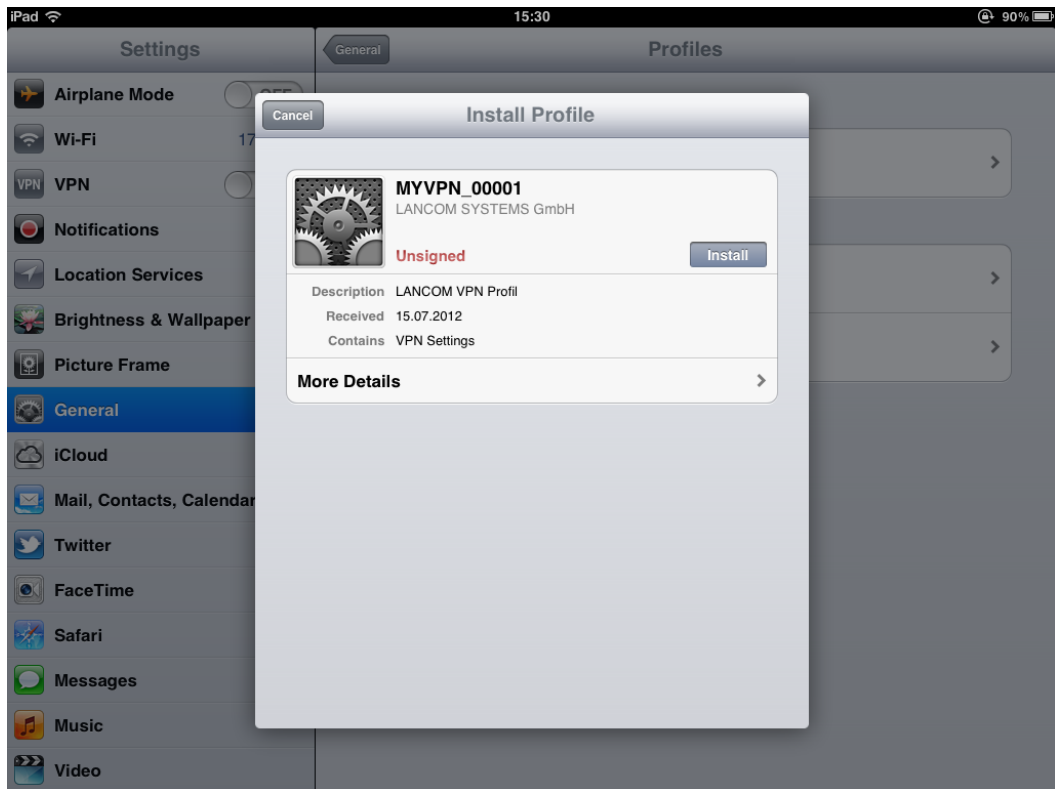 iPad 15:30 90%
Settings
General
Profiles
Airplane Mode
Wi-Fi 17
VPN VPN
Notifications
Location Services
Brightness & Wallpaper
Picture Frame
General
iCloud
Mail, Contacts, Calendar
Twitter
FaceTime
Safari
Messages
Music
Video
Cancel
Install Profile
MYVPN_00001
LANCOM SYSTEMS GmbH
Unsigned
Install
Description LANCOM VPN Profil
Received 15.07.2012
Contains VPN Settings
More Details